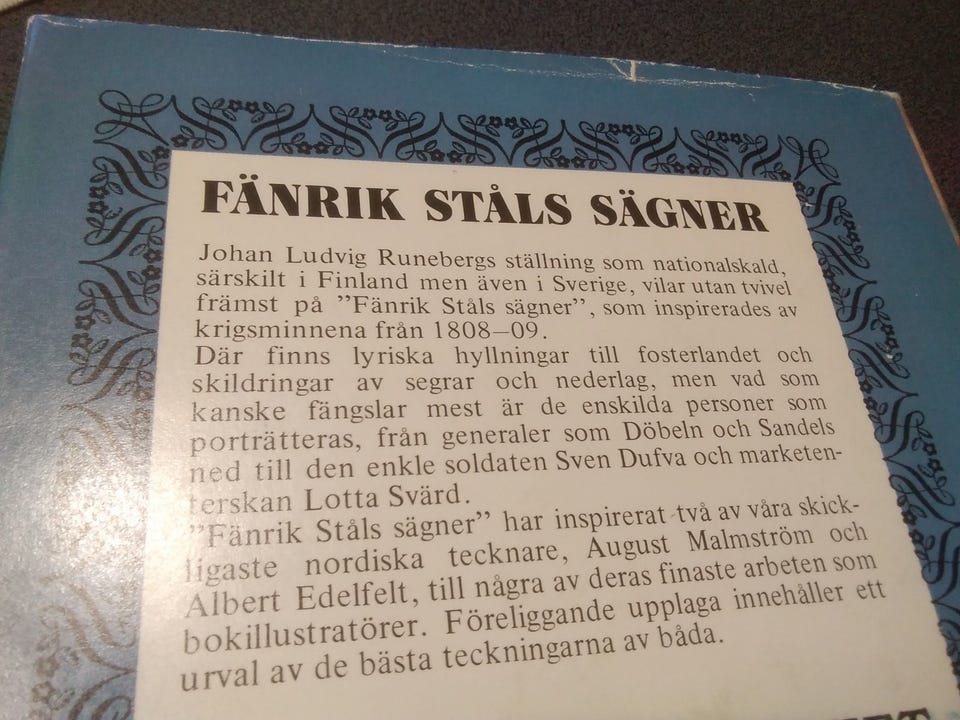 FÄNRIK STÅLS SÄGNER
Johan Ludvig Runebergs ställning som nationalskald,
särskilt i Finland men även i Sverige, vilar utan tvivel
främst på ”Fänrik Ståls sägner”, som inspirerades av
krigsminnena från 1808–09.
Där finns lyriska hyllningar till fosterlandet och
skildringar av segrar och nederlag, men vad som
kanske fängslar mest är de enskilda personer som
porträtteras, från generaler som Döbeln och Sandels
ned till den enkle soldaten Sven Dufva och marketen-
terskan Lotta Svärd.
”Fänrik Ståls sägner” har inspirerat två av våra skick-
ligaste nordiska tecknare, August Malmström och
Albert Edelfelt, till några av deras finaste arbeten som
bokillustratörer. Föreliggande upplaga innehåller ett
urval av de bästa teckningarna av båda.